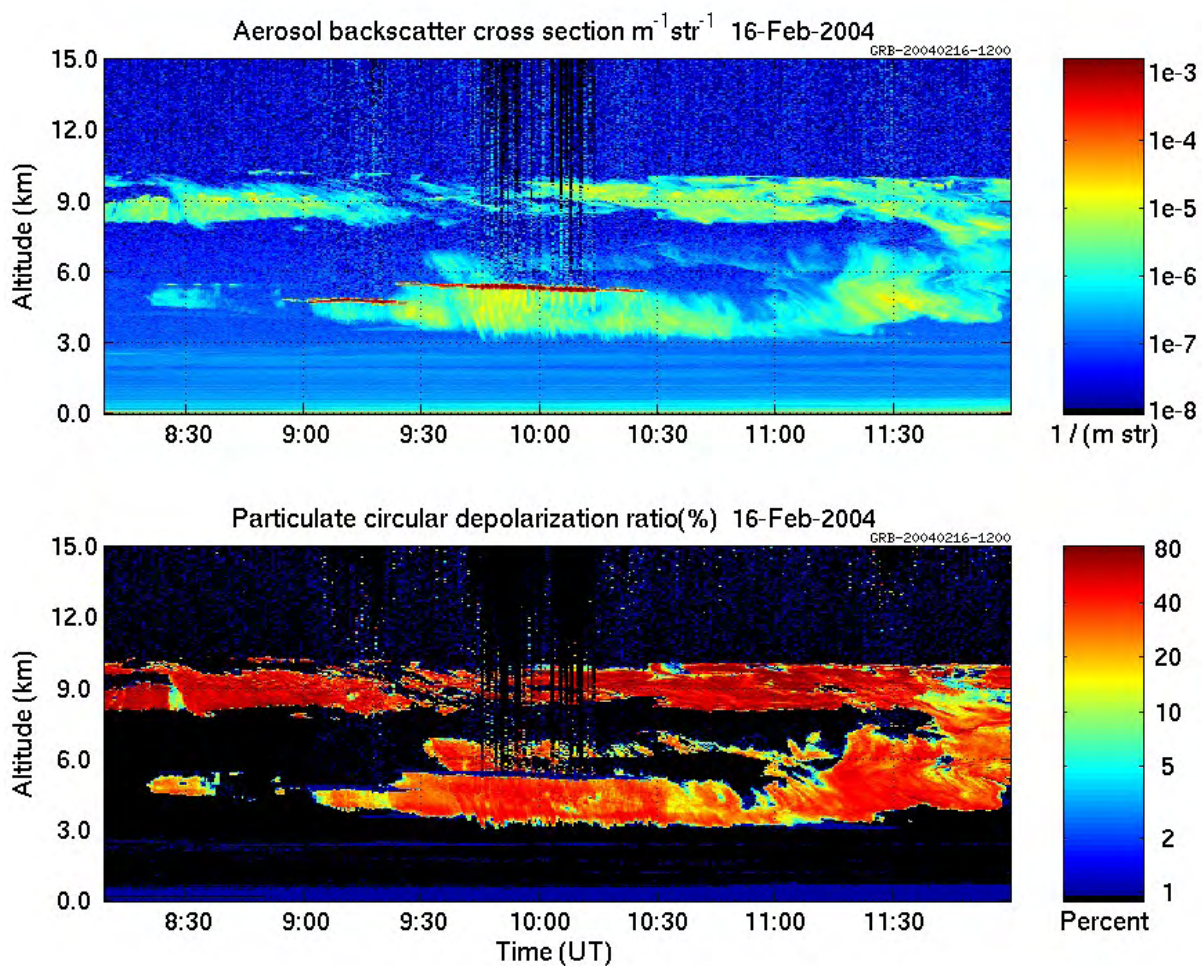 Aerosol backscatter cross section m⁻¹str⁻¹ 16-Feb-2004
GRB-20040216-1200
15.0
12.0
9.0
6.0
3.0
0.0
Altitude (km)
8:30 9:00 9:30 10:00 10:30 11:00 11:30
1e-3
1e-4
1e-5
1e-6
1e-7
1e-8
1 / (m str)
Particulate circular depolarization ratio(%) 16-Feb-2004
GRB-20040216-1200
15.0
12.0
9.0
6.0
3.0
0.0
Altitude (km)
8:30 9:00 9:30 10:00 10:30 11:00 11:30
Time (UT)
80
40
20
10
5
2
1
Percent